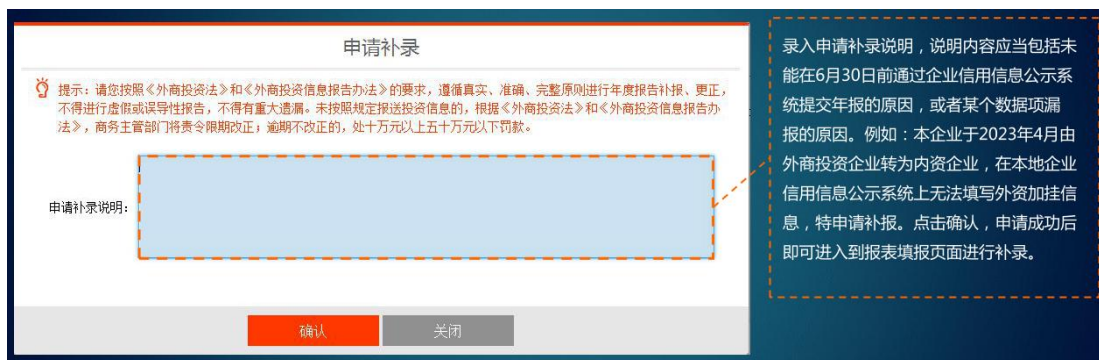 申请补录
提示：请您按照《外商投资法》和《外商投资信息报告办法》的要求，遵循真实、准确、完整原则进行年度报告补报、更正，
不得进行虚假或误导性报告，不得有重大遗漏。未按照规定报送投资信息的，根据《外商投资法》和《外商投资信息报告办
法》，商务主管部门将责令限期改正；逾期不改正的，处十万元以上五十万元以下罚款。
申请补录说明：
确认
关闭
录入申请补录说明，说明内容应当包括未
能在6月30日前通过企业信用信息公示系
统提交年报的原因，或者某个数据项漏
报的原因。例如：本企业于2023年4月由
外商投资企业转为内资企业，在本地企业
信用信息公示系统上无法填写外资加挂信
息，特申请补报。点击确认，申请成功后
即可进入到报表填报页面进行补录。